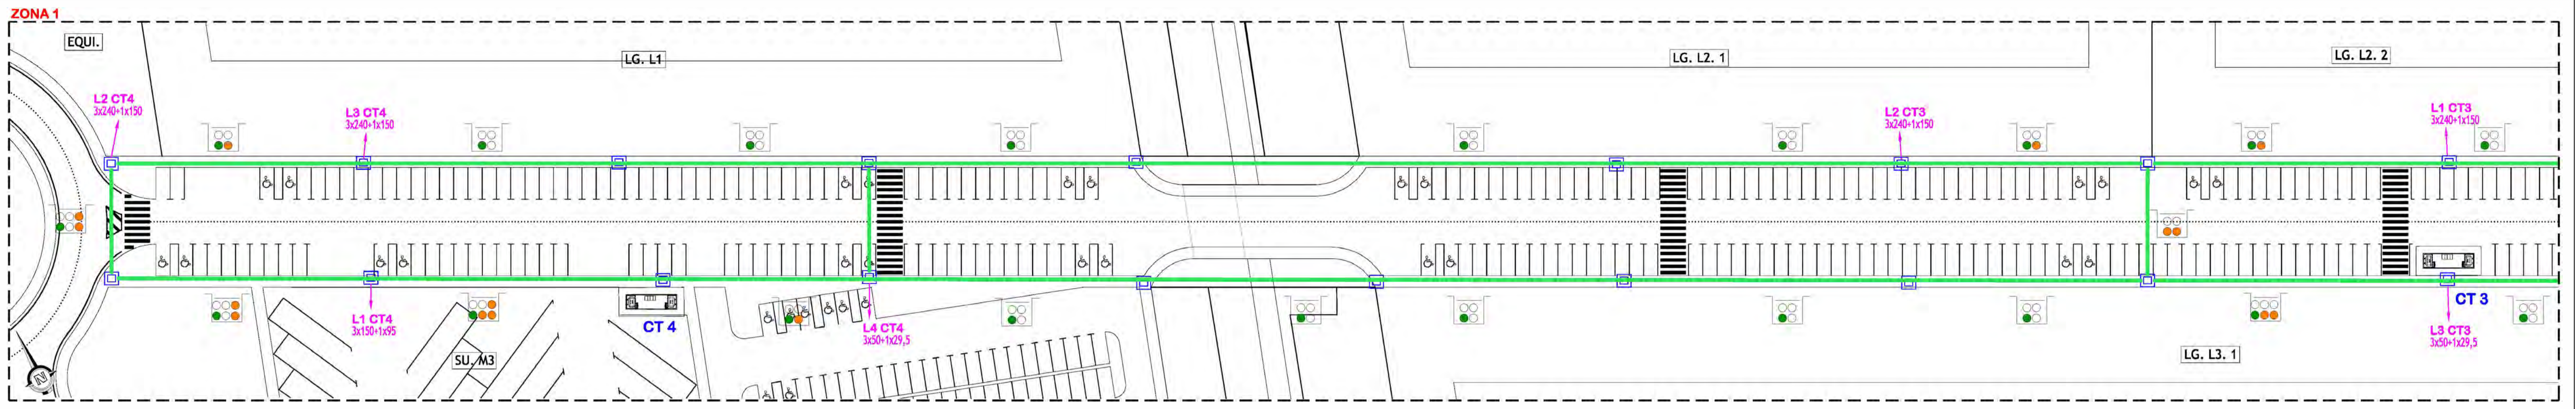 ZONA 1
EQUI.
LG. L1
LG. L2. 1
LG. L2. 2
L2 CT4
3x240+1x150
L3 CT4
3x240+1x150
L2 CT3
3x240+1x150
L1 CT3
3x240+1x150
L1 CT4
3x150+1x95
SU. M3
CT 4
L4 CT4
3x50+1x29,5
CT 3
L3 CT3
3x50+1x29,5
LG. L3. 1
N